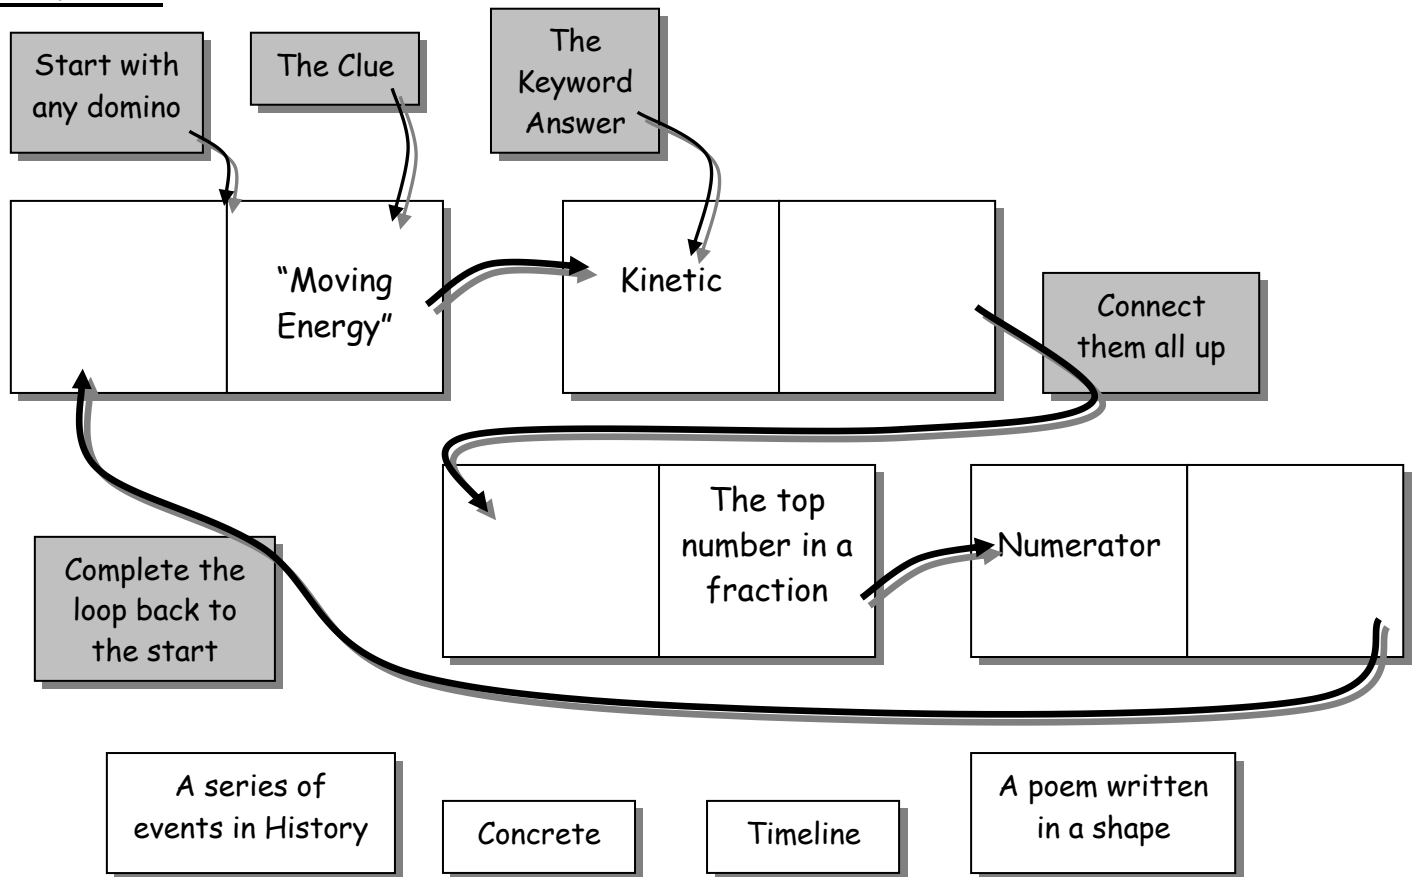 Start with
any domino
The Clue
The
Keyword
Answer
“Moving
Energy”
Kinetic
Connect
them all up
The top
number in a
fraction
Numerator
Complete the
loop back to
the start
A series of
events in History
Concrete
Timeline
A poem written
in a shape